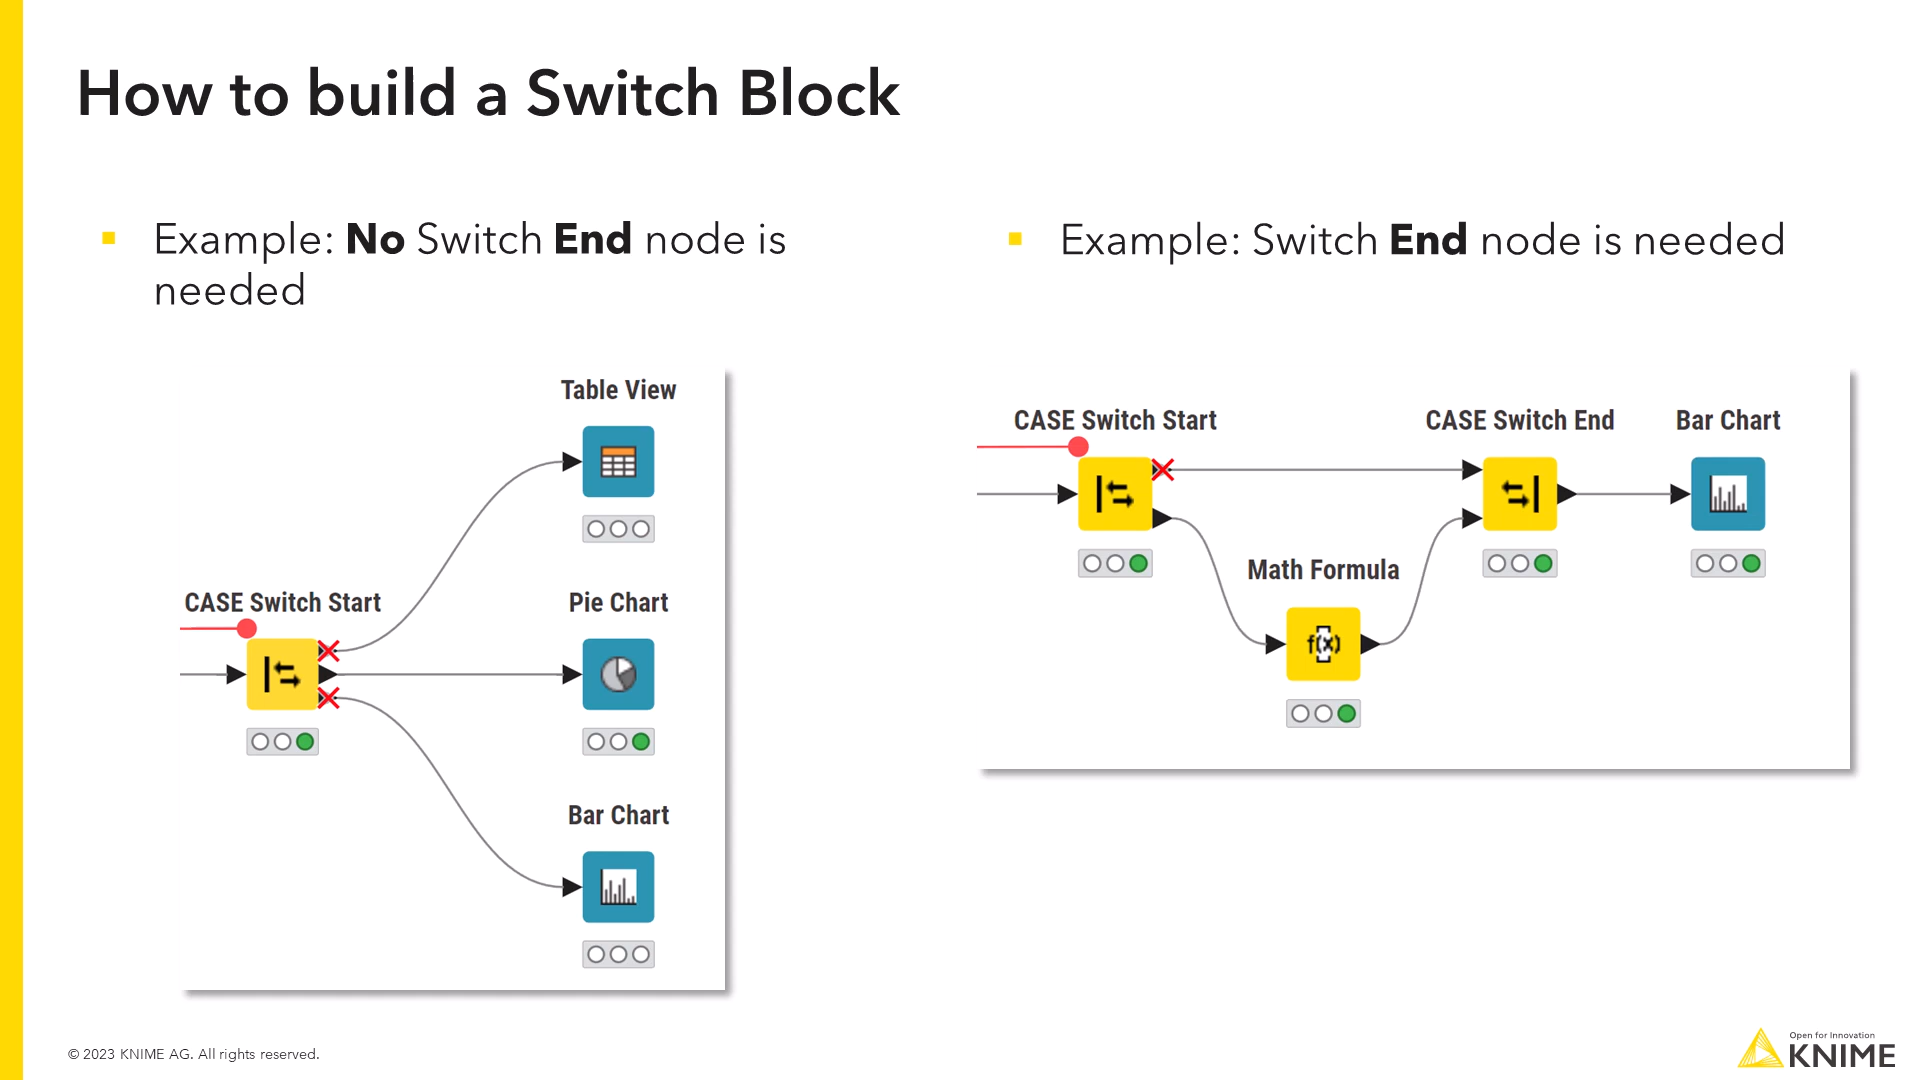 How to build a Switch Block
Example: No Switch End node is
needed
Table View
CASE Switch Start
Pie Chart
Bar Chart
Example: Switch End node is needed
CASE Switch Start
CASE Switch End
Bar Chart
Math Formula
f(x)
© 2023 KNIME AG. All rights reserved.
Open for Innovation
KNIME